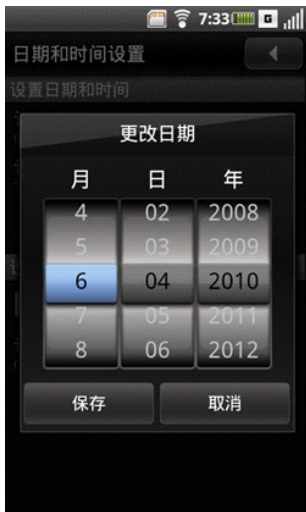 7:33 G
日期和时间设置
设置日期和时间
更改日期
月 日 年
4 02 2008
5 03 2009
6 04 2010
7 05 2011
8 06 2012
保存 取消